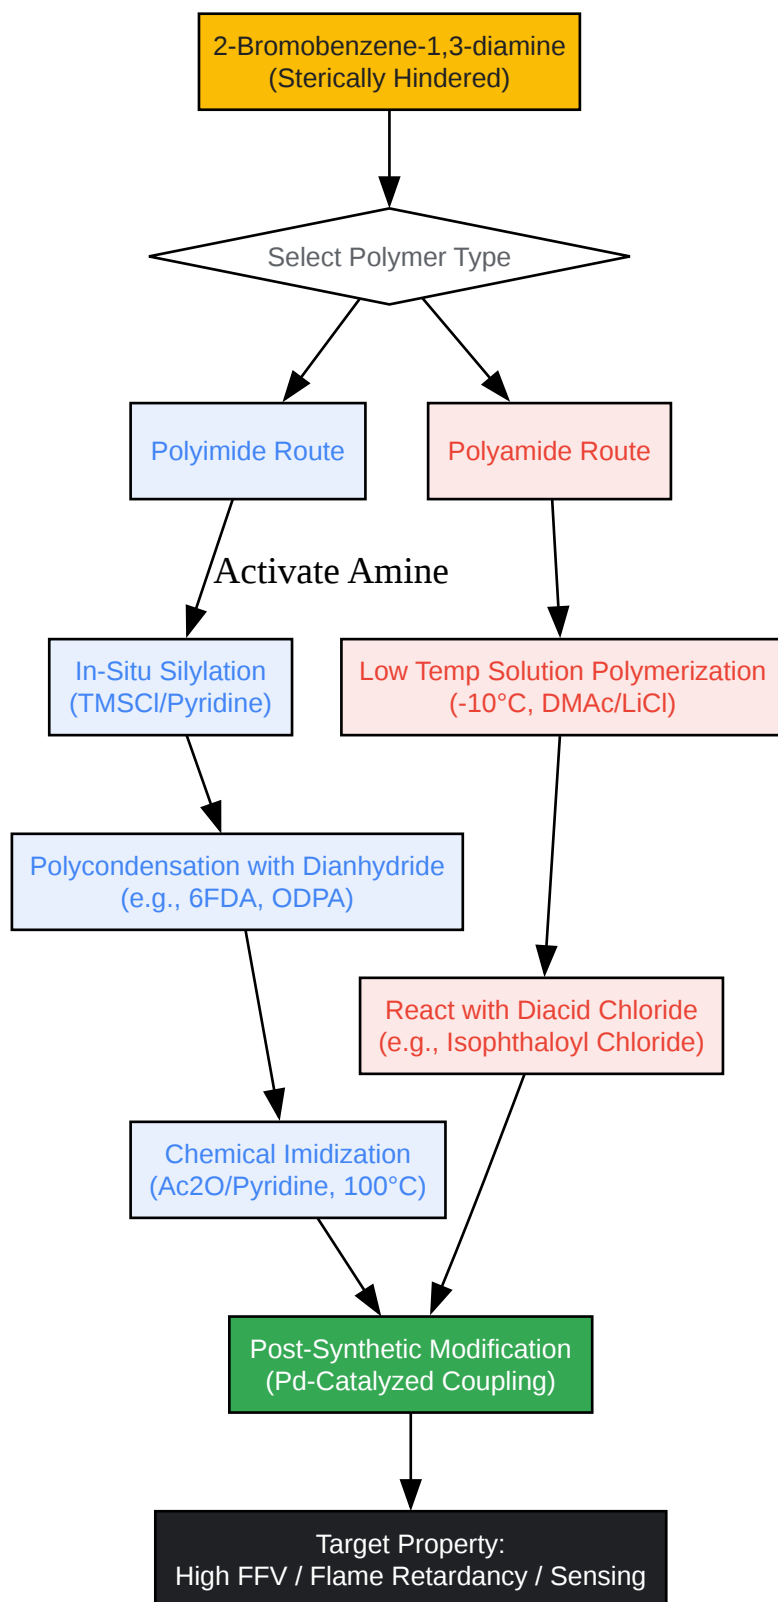 2-Bromobenzene-1,3-diamine
(Sterically Hindered)
Select Polymer Type
Polyimide Route
Polyamide Route
Activate Amine
In-Situ Silylation
(TMSCl/Pyridine)
Low Temp Solution Polymerization
(-10°C, DMAc/LiCl)
Polycondensation with Dianhydride
(e.g., 6FDA, ODPA)
React with Diacid Chloride
(e.g., Isophthaloyl Chloride)
Chemical Imidization
(Ac2O/Pyridine, 100°C)
Post-Synthetic Modification
(Pd-Catalyzed Coupling)
Target Property:
High FFV / Flame Retardancy / Sensing